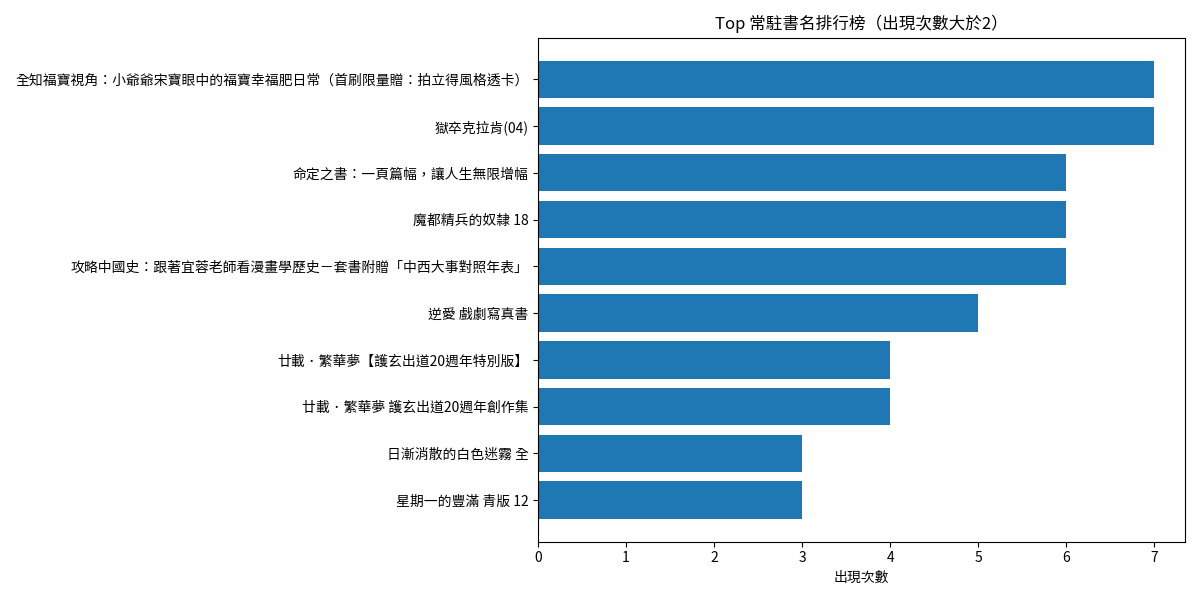 Top 常駐書名排行榜（出現次數大於2）
全知福寶視角：小爺爺宋寶眼中的福寶幸福肥日常（首刷限量贈：拍立得風格透卡）
獄卒克拉肯(04)
命定之書：一頁篇幅，讓人生無限增幅
魔都精兵的奴隸 18
攻略中國史：跟著宜蓉老師看漫畫學歷史－套書附贈「中西大事對照年表」
逆愛 戲劇寫真書
廿載．繁華夢【護玄出道20週年特別版】
廿載．繁華夢 護玄出道20週年創作集
日漸消散的白色迷霧 全
星期一的豐滿 青版 12
0 1 2 3 4 5 6 7
出現次數